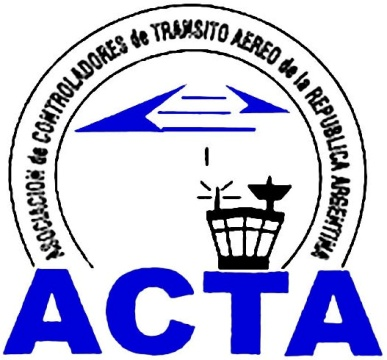 ASOCIACION de CONTROLADORES de TRANSITO AEREO de la REPUBLICA ARGENTINA
ACTA